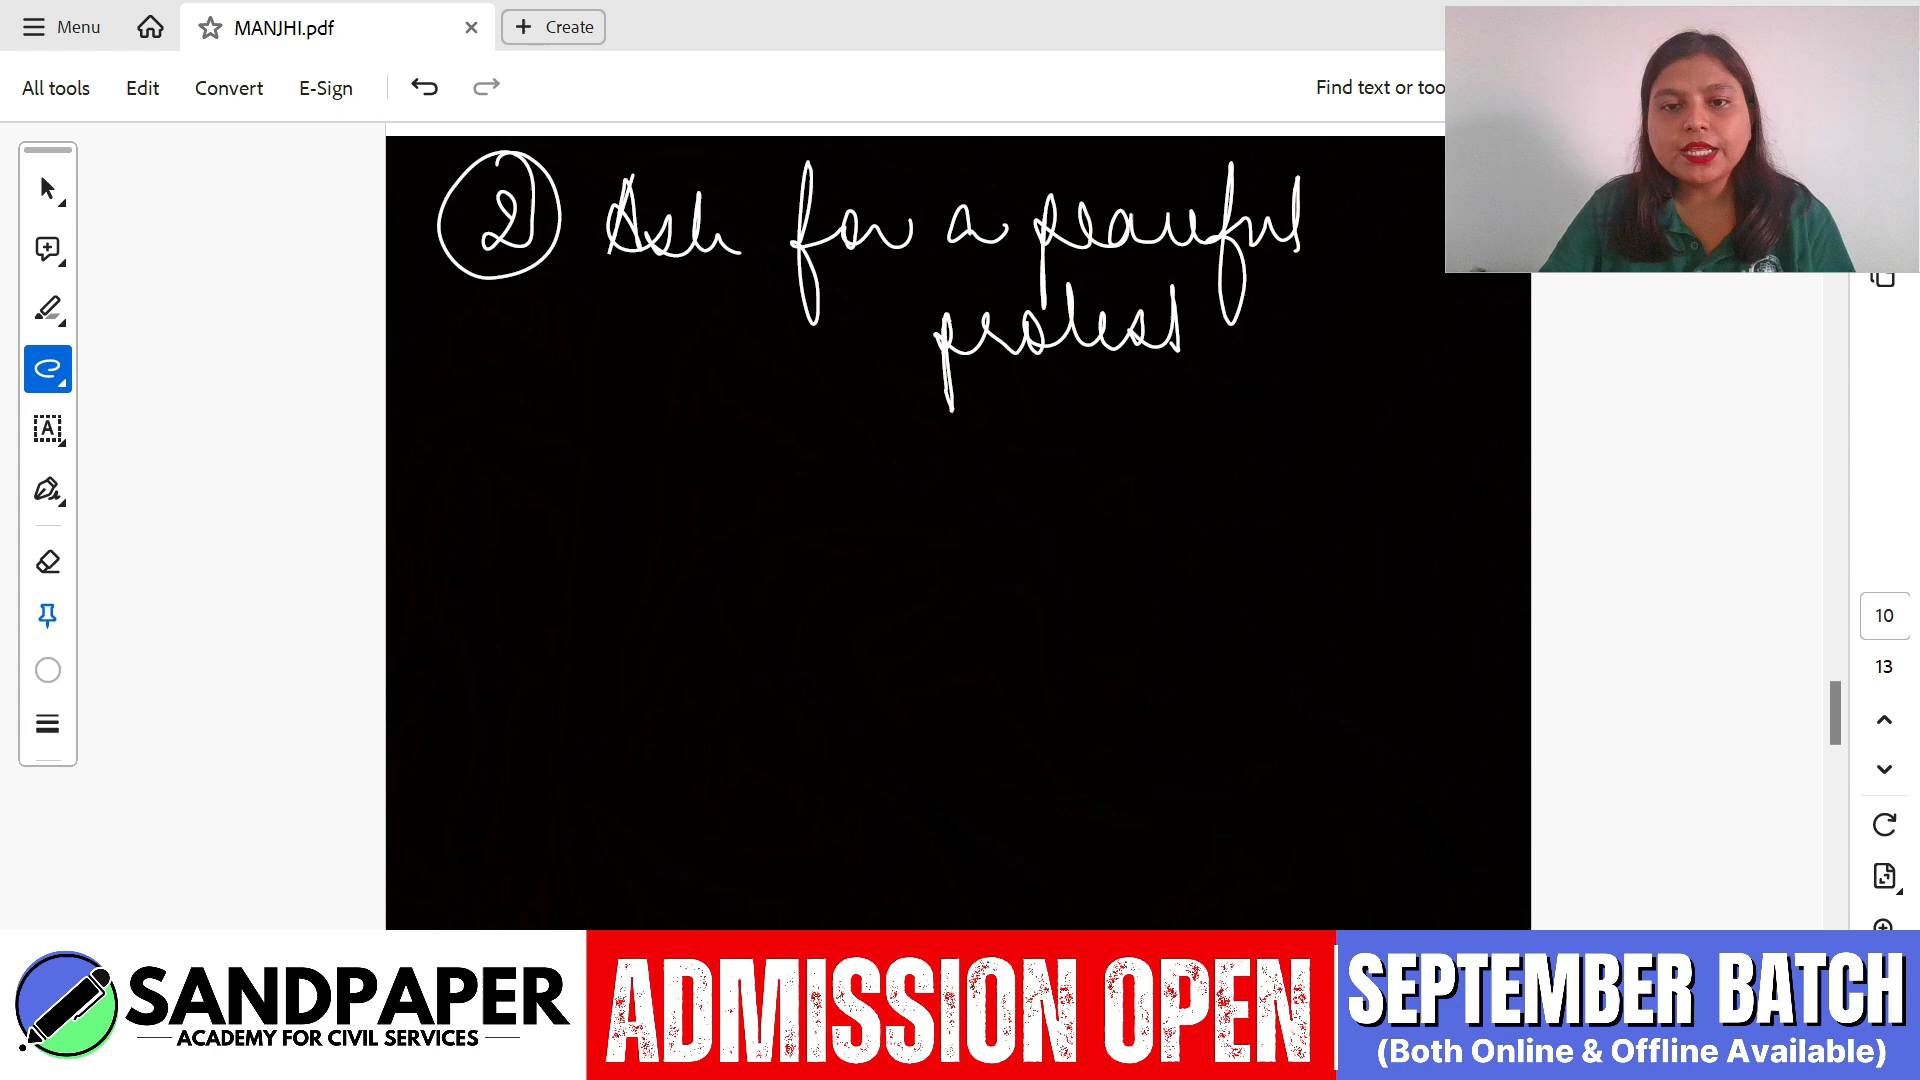 Menu
MANJHI.pdf
Create
All tools
Edit
Convert
E-Sign
Find text or too
② Ask for a peaceful
protest
10
13
SANDPAPER
ACADEMY FOR CIVIL SERVICES
ADMISSION OPEN
SEPTEMBER BATCH
(Both Online & Offline Available)